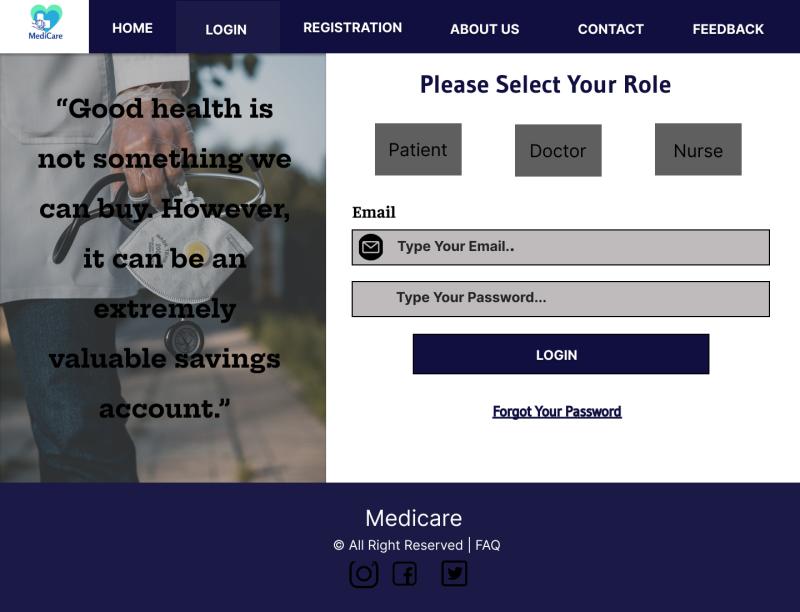 MediCare
HOME
LOGIN
REGISTRATION
ABOUT US
CONTACT
FEEDBACK
“Good health is
not something we
can buy. However,
it can be an
extremely
valuable savings
account.”
Please Select Your Role
Patient
Doctor
Nurse
Email
Type Your Email..
Type Your Password...
LOGIN
Forgot Your Password
Medicare
© All Right Reserved | FAQ